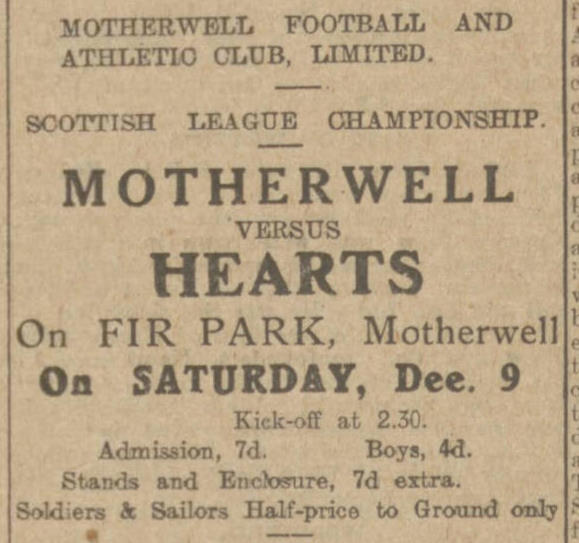 MOTHERWELL FOOTBALL AND
ATHLETIC CLUB, LIMITED.
SCOTTISH LEAGUE CHAMPIONSHIP.
MOTHERWELL
VERSUS
HEARTS
On FIR PARK, Motherwell
On SATURDAY, Dec. 9
Kick-off at 2.30.
Admission, 7d. Boys, 4d.
Stands and Enclosure, 7d extra.
Soldiers & Sailors Half-price to Ground only